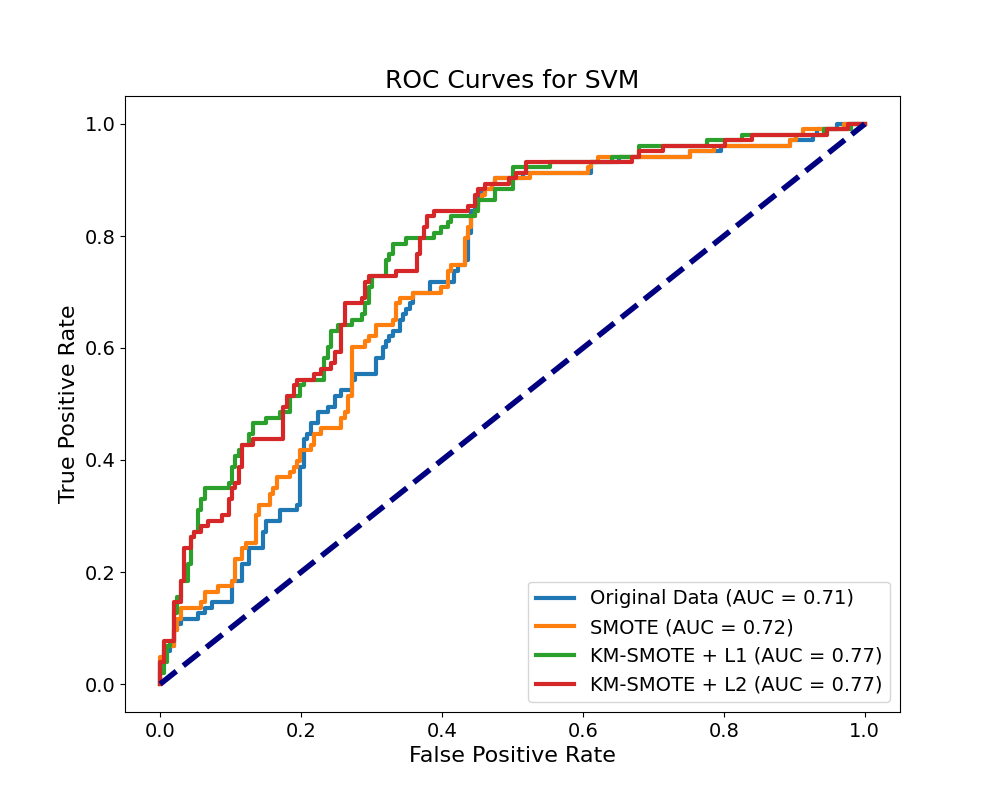 ROC Curves for SVM
True Positive Rate
1.0
0.8
0.6
0.4
0.2
0.0
Original Data (AUC = 0.71)
SMOTE (AUC = 0.72)
KM-SMOTE + L1 (AUC = 0.77)
KM-SMOTE + L2 (AUC = 0.77)
0.0 0.2 0.4 0.6 0.8 1.0
False Positive Rate